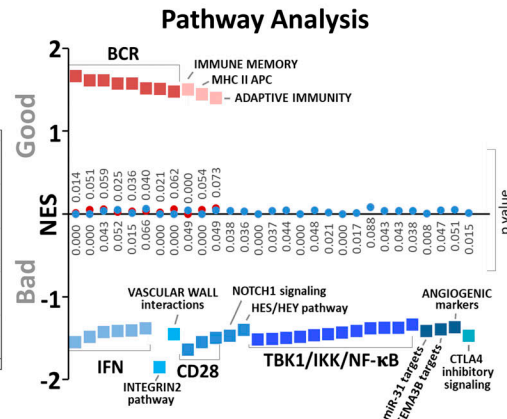 Pathway Analysis
2
BCR
IMMUNE MEMORY
MHC II APC
ADAPTIVE IMMUNITY
Good
1
0.014
0.051
0.059
0.025
0.036
0.040
0.021
0.062
0.000
0.054
0.073
NES
0
p value
0.000
0.000
0.043
0.052
0.015
0.066
0.000
0.000
0.049
0.000
0.049
0.038
0.036
0.000
0.037
0.044
0.000
0.048
0.021
0.000
0.017
0.088
0.043
0.043
0.038
0.008
0.047
0.051
0.015
Bad
-1
VASCULAR WALL
interactions
NOTCH1 signaling
HES/HEY pathway
ANGIOGENIC
markers
IFN
CD28
TBK1/IKK/NF-κB
INTEGRIN2
pathway
miR-31 targets
EMA3B targets
CTLA4
inhibitory
signaling
-2